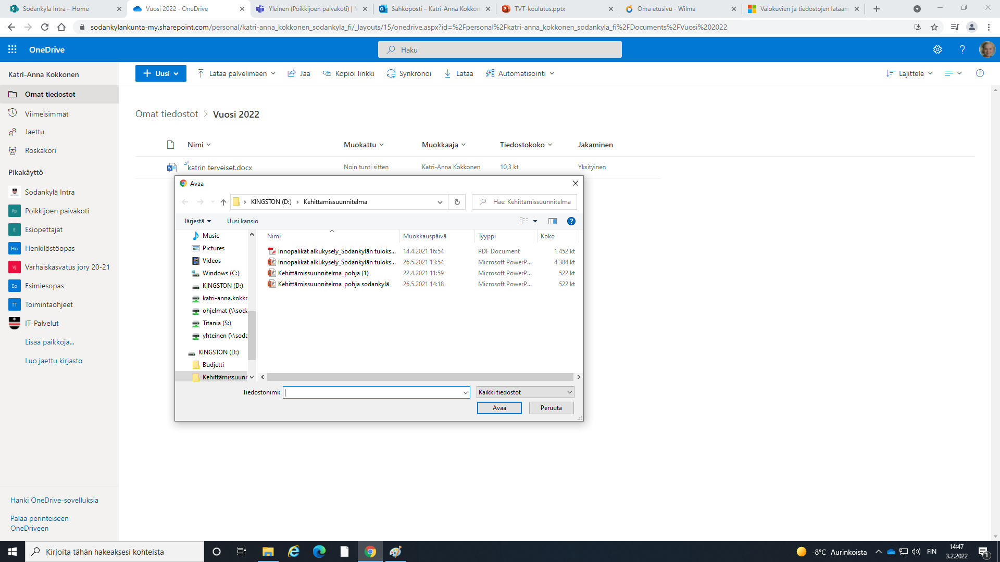 Sodankylä Intra – Home
Vuosi 2022 - OneDrive
Yleinen (Poikkijoen päiväkoti) | M
Sähköposti – Katri-Anna Kokkon
TVT-koulutus.pptx
Oma etusivu - Wilma
Valokuvien ja tiedostojen lataam
sodankylankunta-my.sharepoint.com/personal/katri-anna_kokkonen_sodankyla_fi/_layouts/15/onedrive.aspx?id=%2Fpersonal%2Fkatri-anna_kokkonen_sodankyla_fi%2FDocuments%2FVuosi%202022
OneDrive
Haku
Katri-Anna Kokkonen
Uusi
Lataa palvelimeen
Jaa
Kopioi linkki
Synkronoi
Lataa
Automatisointi
Lajittele
Omat tiedostot
Viimeisimmät
Jaettu
Roskakori
Pikakäyttö
Sodankylä Intra
Pp Poikkijoen päiväkoti
E Esiopettajat
Ho Henkilöstöopas
Vj Varhaiskasvatus jory 20-21
Eo Esimiesopas
TT Toimintaohjeet
IT-Palvelut
Lisää paikkoja...
Luo jaettu kirjasto
Hanki OneDrive-sovelluksia
Palaa perinteiseen
OneDriveen
Omat tiedostot > Vuosi 2022
Nimi Muokattu Muokkaaja Tiedostokoko Jakaminen
katrin terveiset.docx Noin tunti sitten Katri-Anna Kokkonen 10,3 kt Yksityinen
Avaa
KINGSTON (D:) > Kehittämissuunnitelma
Hae: Kehittämissuunnitelma
Järjestä Uusi kansio
Music
Pictures
Videos
Windows (C:)
KINGSTON (D:)
katri-anna.kokko
ohjelmat (\\soda
Titania (S:)
yhteinen (\\soda
KINGSTON (D:)
Budjetti
Kehittämissuunn
Nimi Muokkauspäivä Tyyppi Koko
Innopalikat alkukysely_Sodankylän tuloks... 14.4.2021 16:54 PDF Document 1 452 kt
Innopalikat alkukysely_Sodankylän tuloks... 26.5.2021 13:54 Microsoft PowerP... 4 384 kt
Kehittämissuunnitelma_pohja (1) 22.4.2021 11:59 Microsoft PowerP... 522 kt
Kehittämissuunnitelma_pohja sodankylä 26.5.2021 14:18 Microsoft PowerP... 522 kt
Tiedostonimi:
Kaikki tiedostot
Avaa
Peruuta
Kirjoita tähän hakeaksesi kohteista
-8°C Aurinkoista
FIN
14:47
3.2.2022
1